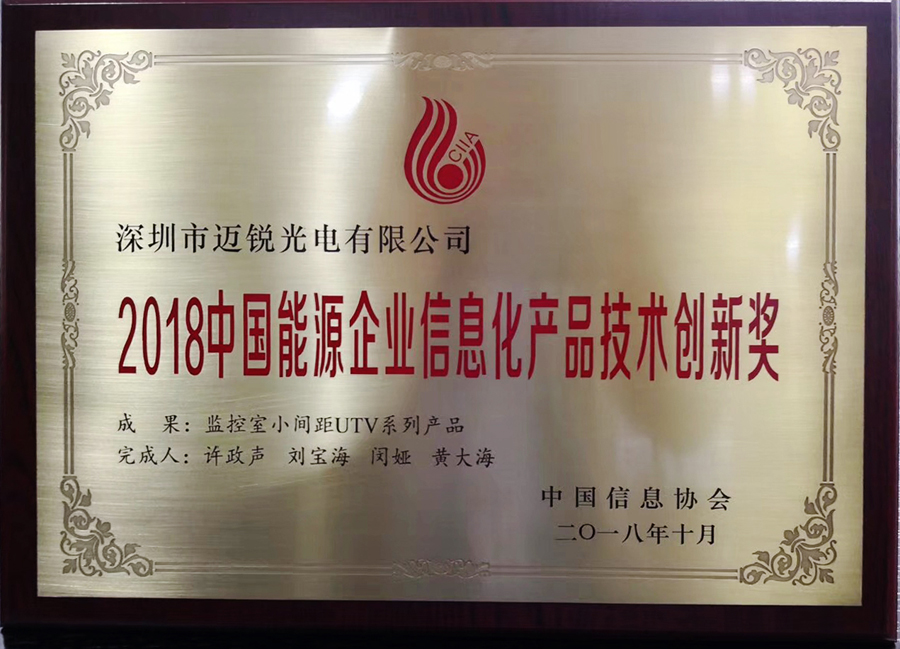 CIIA
深圳市迈锐光电有限公司
2018中国能源企业信息化产品技术创新奖
成 果：监控室小间距UTV系列产品
完成人：许政声 刘宝海 闵娅 黄大海
中国信息协会
二〇一八年十月